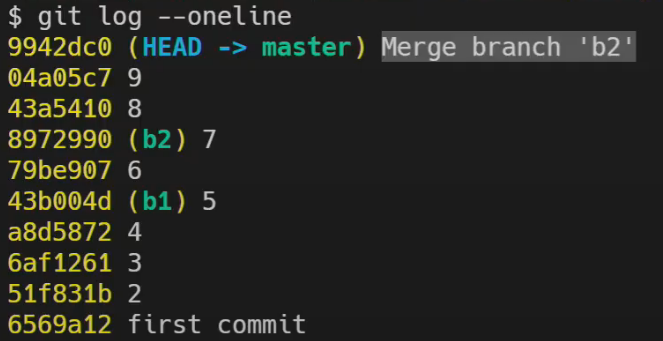 $ git log --oneline
9942dc0 (HEAD -> master) Merge branch 'b2'
04a05c7 9
43a5410 8
8972990 (b2) 7
79be907 6
43b004d (b1) 5
a8d5872 4
6af1261 3
51f831b 2
6569a12 first commit